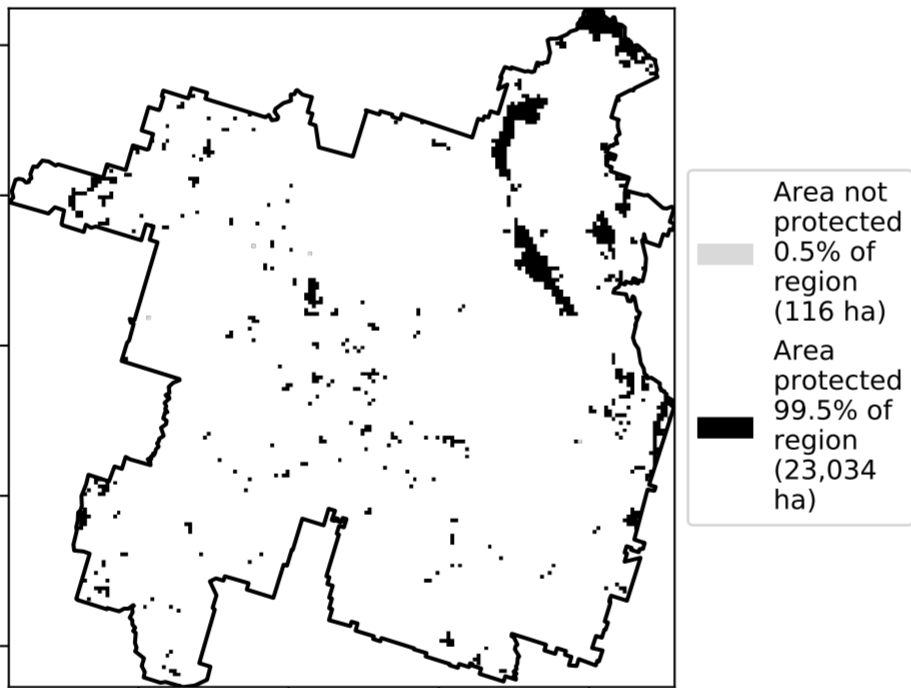 Area not
protected
0.5% of
region
(116 ha)
Area
protected
99.5% of
region
(23,034
ha)